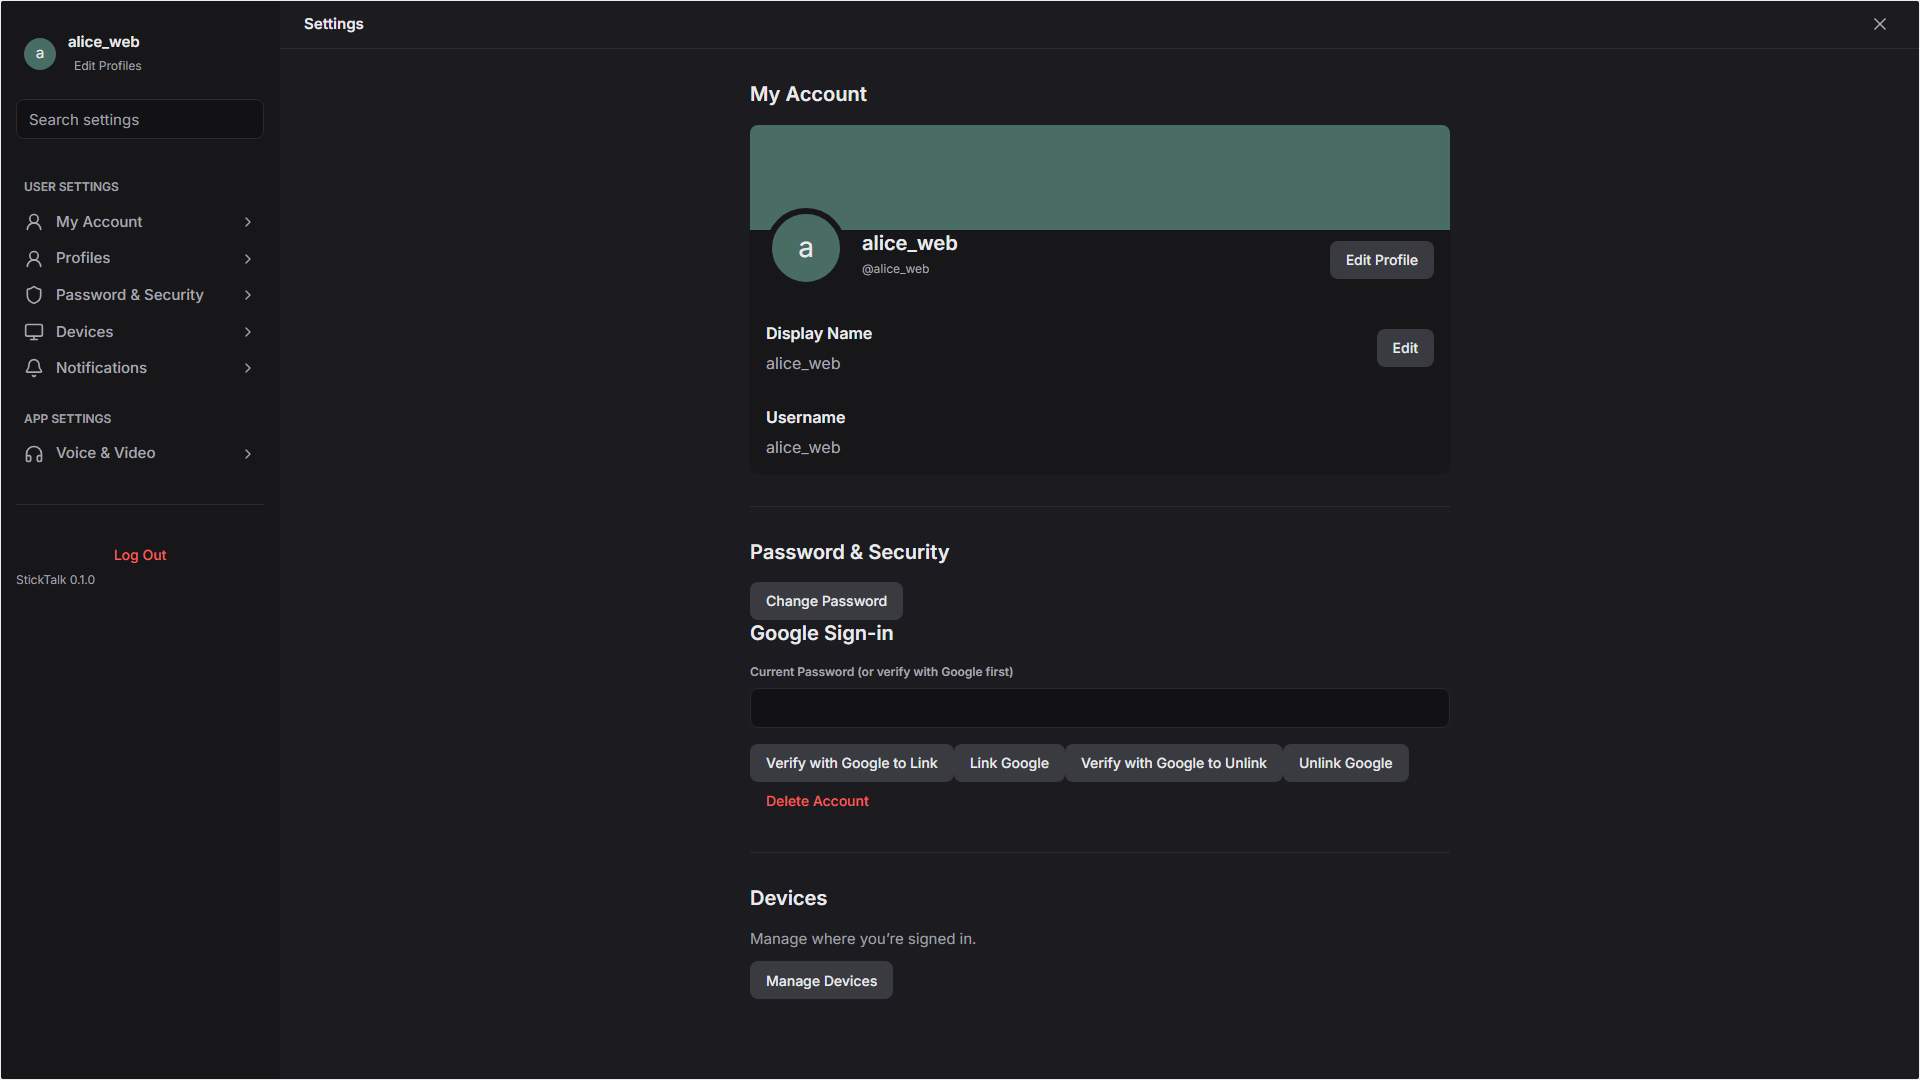 a
alice_web
Edit Profiles
Search settings
USER SETTINGS
My Account
Profiles
Password & Security
Devices
Notifications
APP SETTINGS
Voice & Video
Log Out
StickTalk 0.1.0
Settings
My Account
a
alice_web
@alice_web
Edit Profile
Display Name
alice_web
Edit
Username
alice_web
Password & Security
Change Password
Google Sign-in
Current Password (or verify with Google first)
Verify with Google to Link Link Google Verify with Google to Unlink Unlink Google
Delete Account
Devices
Manage where you’re signed in.
Manage Devices